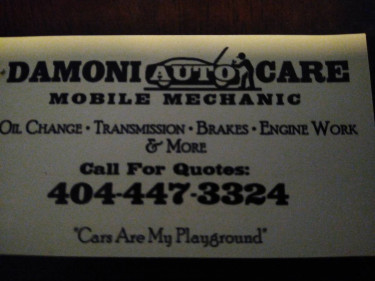 DAMONI AUTO CARE
MOBILE MECHANIC
OIL CHANGE • TRANSMISSION • BRAKES • ENGINE WORK
& MORE
Call For Quotes:
404-447-3324
"Cars Are My Playground"